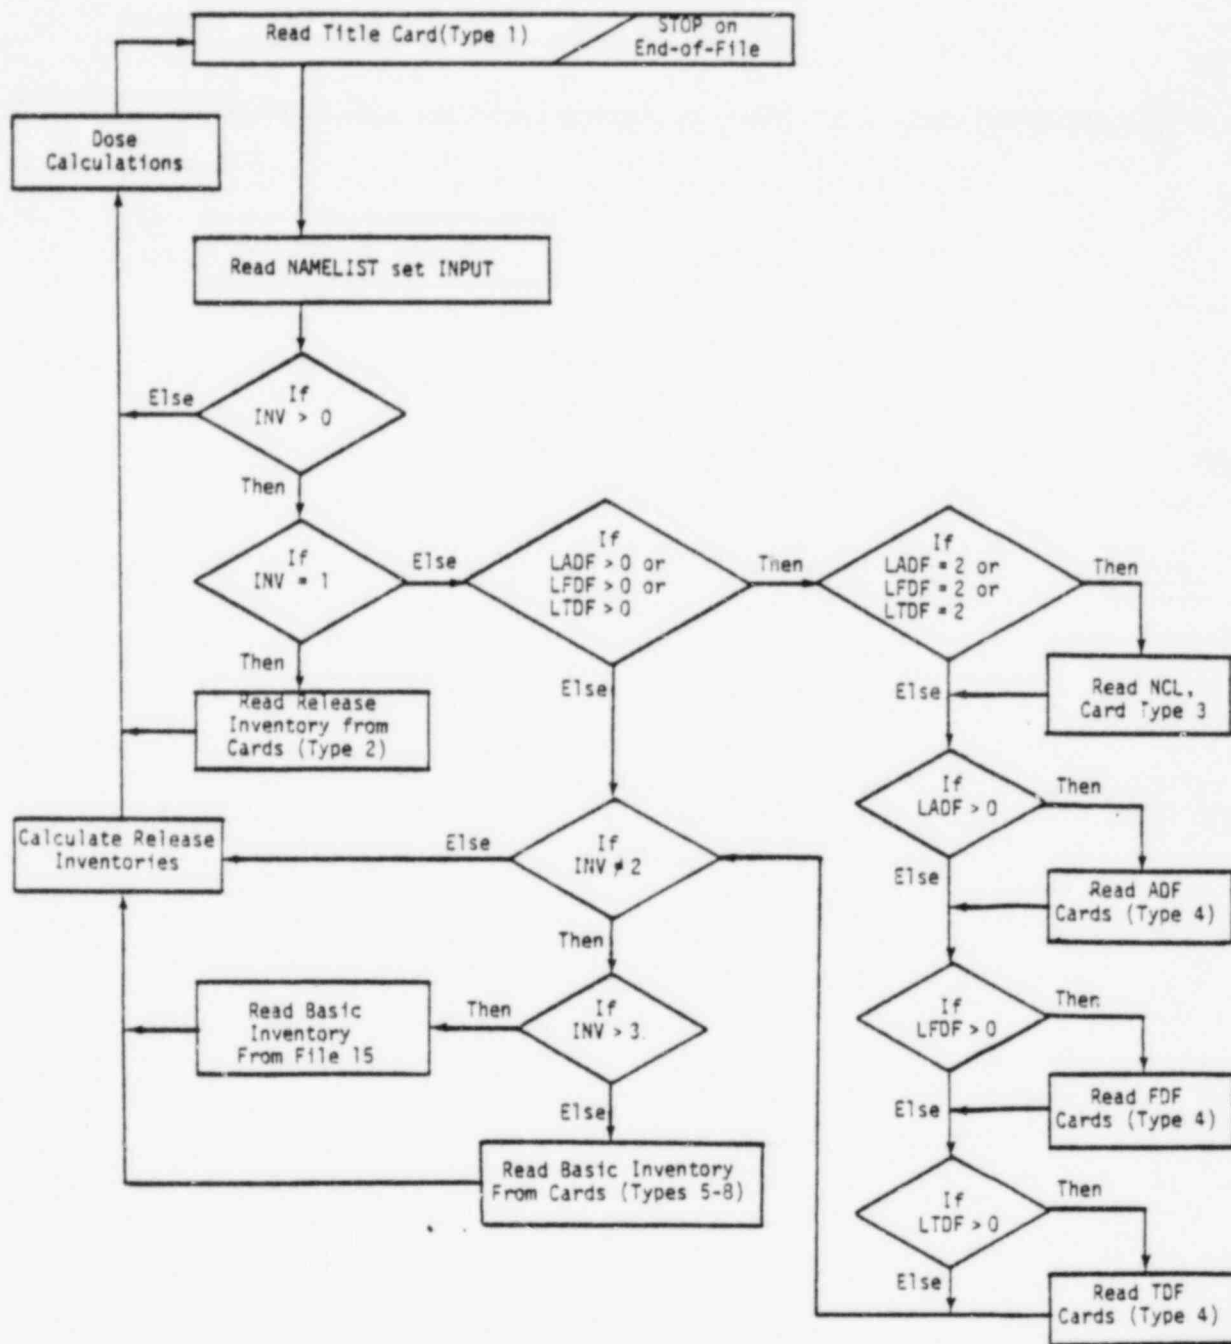 Read Title Card(Type 1)
STOP on
End-of-File
Dose
Calculations
Read NAMELIST set INPUT
If
INV > 0
Else
Then
If
INV = 1
Else
If
LADF > 0 or
LFDF > 0 or
LTDF > 0
Then
If
LADF = 2 or
LFDF = 2 or
LTDF = 2
Then
Then
Read Release
Inventory from
Cards (Type 2)
Else
Else
Read NCL,
Card Type 3
If
LADF > 0
Then
Calculate Release
Inventories
Else
If
INV ≠ 2
Else
Read ADF
Cards (Type 4)
Then
Read Basic
Inventory
From File 15
Then
If
INV > 3.
If
LFDF > 0
Then
Else
Else
Read FDF
Cards (Type 4)
Read Basic Inventory
From Cards (Types 5-8)
If
LTDF > 0
Then
Else
Read TDF
Cards (Type 4)